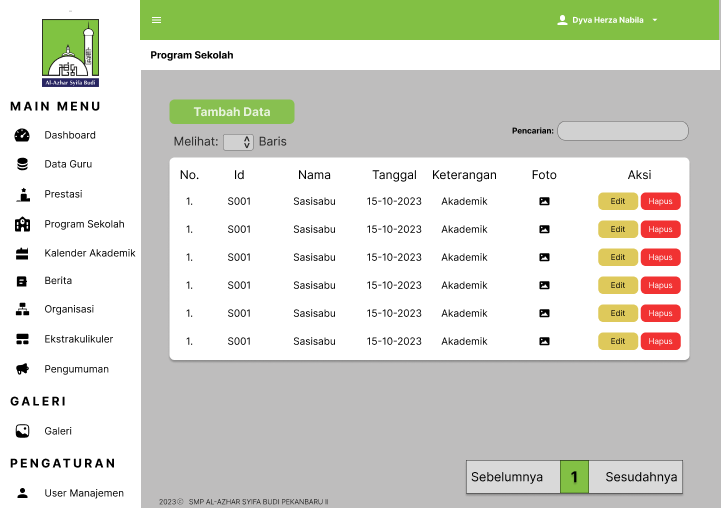 Al-Azhar Syifa Budi
MAIN MENU
Dashboard
Data Guru
Prestasi
Program Sekolah
Kalender Akademik
Berita
Organisasi
Ekstrakulikuler
Pengumuman
GALERI
Galeri
PENGATURAN
User Manajemen
Dyva Herza Nabila
Program Sekolah
Tambah Data
Melihat: Baris
Pencarian:
No. Id Nama Tanggal Keterangan Foto Aksi
1. S001 Sasisabu 15-10-2023 Akademik Edit Hapus
1. S001 Sasisabu 15-10-2023 Akademik Edit Hapus
1. S001 Sasisabu 15-10-2023 Akademik Edit Hapus
1. S001 Sasisabu 15-10-2023 Akademik Edit Hapus
1. S001 Sasisabu 15-10-2023 Akademik Edit Hapus
1. S001 Sasisabu 15-10-2023 Akademik Edit Hapus
Sebelumnya 1 Sesudahnya
2023© SMP AL-AZHAR SYIFA BUDI PEKANBARU II